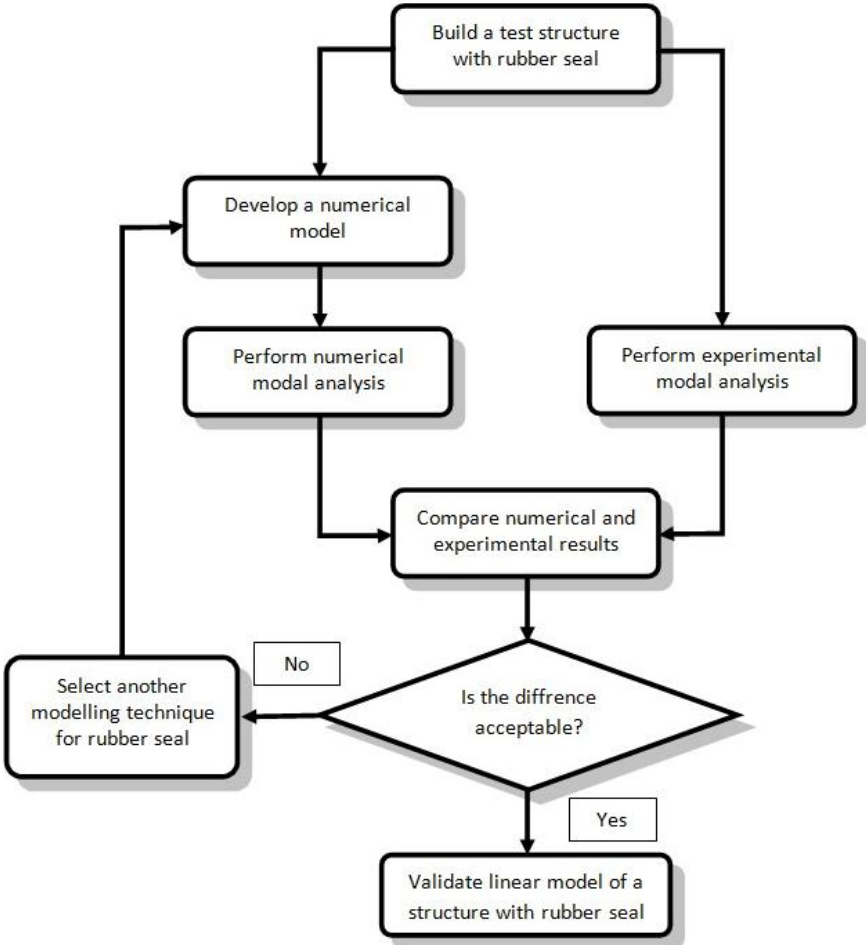 Build a test structure
with rubber seal
Develop a numerical
model
Perform numerical
modal analysis
Perform experimental
modal analysis
Compare numerical and
experimental results
No
Select another
modelling technique
for rubber seal
Is the diffrence
acceptable?
Yes
Validate linear model of a
structure with rubber seal